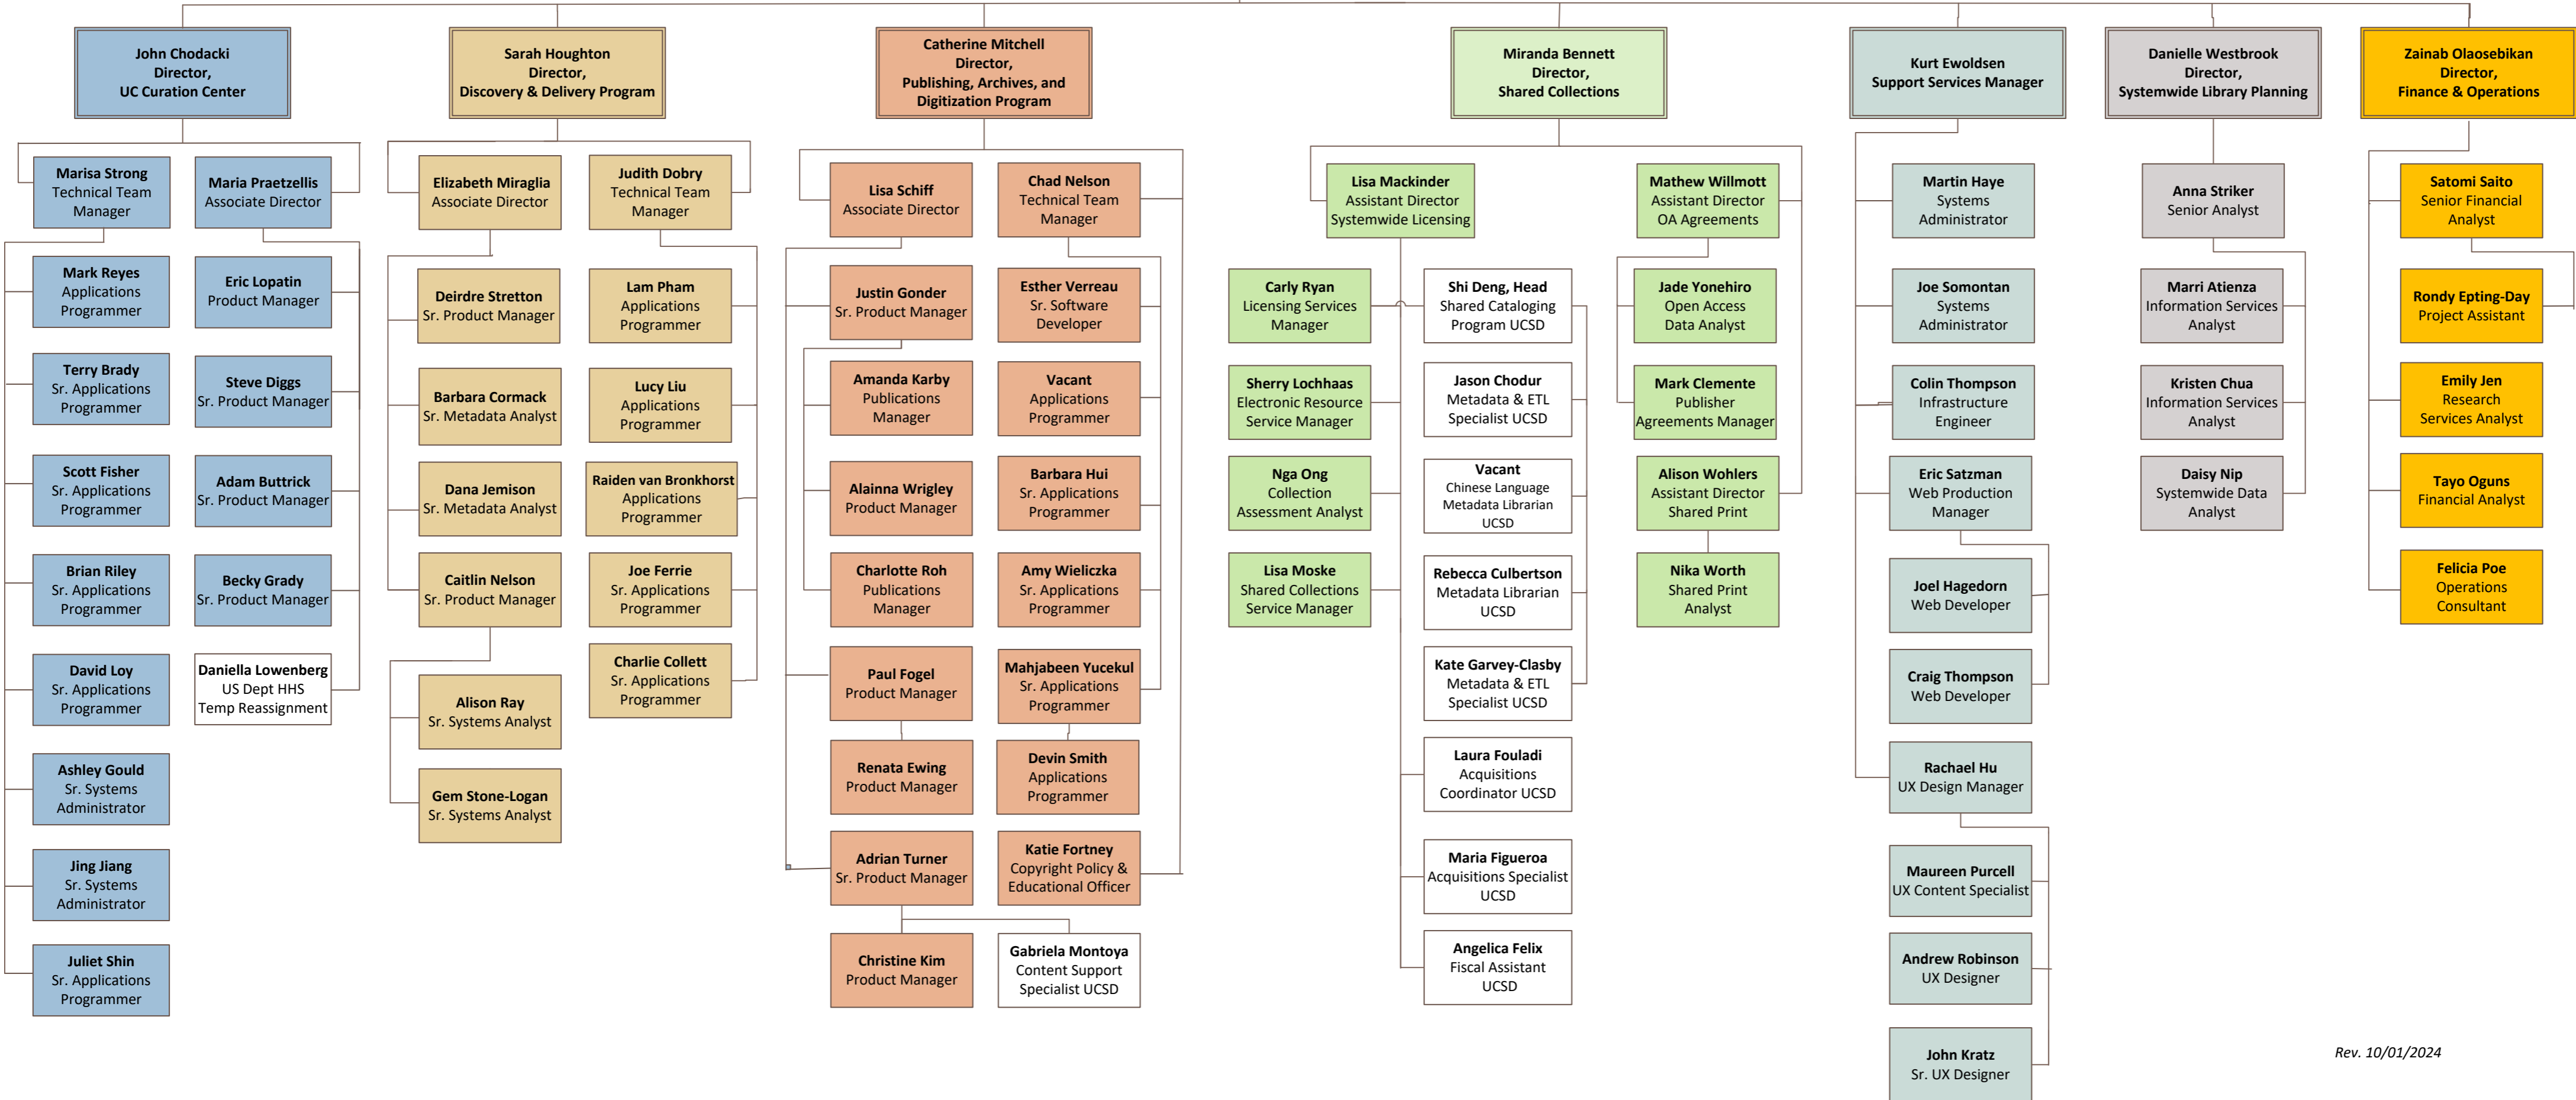 John Chodacki
Director,
UC Curation Center
Sarah Houghton
Director,
Discovery & Delivery Program
Catherine Mitchell
Director,
Publishing, Archives, and
Digitization Program
Miranda Bennett
Director,
Shared Collections
Kurt Ewoldsen
Support Services Manager
Danielle Westbrook
Director,
Systemwide Library Planning
Zainab Olaosebikan
Director,
Finance & Operations
Marisa Strong
Technical Team
Manager
Mark Reyes
Applications
Programmer
Terry Brady
Sr. Applications
Programmer
Scott Fisher
Sr. Applications
Programmer
Brian Riley
Sr. Applications
Programmer
David Loy
Sr. Applications
Programmer
Ashley Gould
Sr. Systems
Administrator
Jing Jiang
Sr. Systems
Administrator
Juliet Shin
Sr. Applications
Programmer
Maria Praetzellis
Associate Director
Eric Lopatin
Product Manager
Steve Diggs
Sr. Product Manager
Adam Buttrick
Sr. Product Manager
Becky Grady
Sr. Product Manager
Daniella Lowenberg
US Dept HHS
Temp Reassignment
Elizabeth Miraglia
Associate Director
Deirdre Stretton
Sr. Product Manager
Barbara Cormack
Sr. Metadata Analyst
Dana Jemison
Sr. Metadata Analyst
Caitlin Nelson
Sr. Product Manager
Alison Ray
Sr. Systems Analyst
Gem Stone-Logan
Sr. Systems Analyst
Judith Dobry
Technical Team
Manager
Lam Pham
Applications
Programmer
Lucy Liu
Applications
Programmer
Raiden van Bronkhorst
Applications
Programmer
Joe Ferrie
Sr. Applications
Programmer
Charlie Collett
Sr. Applications
Programmer
Lisa Schiff
Associate Director
Justin Gonder
Sr. Product Manager
Amanda Karby
Publications
Manager
Alainna Wrigley
Product Manager
Charlotte Roh
Publications
Manager
Paul Fogel
Product Manager
Renata Ewing
Product Manager
Adrian Turner
Sr. Product Manager
Christine Kim
Product Manager
Chad Nelson
Technical Team
Manager
Esther Verreau
Sr. Software
Developer
Vacant
Applications
Programmer
Barbara Hui
Sr. Applications
Programmer
Amy Wieliczka
Sr. Applications
Programmer
Mahjabeen Yucekul
Sr. Applications
Programmer
Devin Smith
Applications
Programmer
Katie Fortney
Copyright Policy &
Educational Officer
Gabriela Montoya
Content Support
Specialist UCSD
Lisa Mackinder
Assistant Director
Systemwide Licensing
Carly Ryan
Licensing Services
Manager
Sherry Lochhaas
Electronic Resource
Service Manager
Nga Ong
Collection
Assessment Analyst
Lisa Moske
Shared Collections
Service Manager
Shi Deng, Head
Shared Cataloging
Program UCSD
Jason Chodur
Metadata & ETL
Specialist UCSD
Vacant
Chinese Language
Metadata Librarian
UCSD
Rebecca Culbertson
Metadata Librarian
UCSD
Kate Garvey-Clasby
Metadata & ETL
Specialist UCSD
Laura Fouladi
Acquisitions
Coordinator UCSD
Maria Figueroa
Acquisitions Specialist
UCSD
Angelica Felix
Fiscal Assistant
UCSD
Mathew Willmott
Assistant Director
OA Agreements
Jade Yonehiro
Open Access
Data Analyst
Mark Clemente
Publisher
Agreements Manager
Alison Wohlers
Assistant Director
Shared Print
Nika Worth
Shared Print
Analyst
Martin Haye
Systems
Administrator
Joe Somontan
Systems
Administrator
Colin Thompson
Infrastructure
Engineer
Eric Satzman
Web Production
Manager
Joel Hagedorn
Web Developer
Craig Thompson
Web Developer
Rachael Hu
UX Design Manager
Maureen Purcell
UX Content Specialist
Andrew Robinson
UX Designer
John Kratz
Sr. UX Designer
Anna Striker
Senior Analyst
Marri Atienza
Information Services
Analyst
Kristen Chua
Information Services
Analyst
Daisy Nip
Systemwide Data
Analyst
Satomi Saito
Senior Financial
Analyst
Rondy Epting-Day
Project Assistant
Emily Jen
Research
Services Analyst
Tayo Oguns
Financial Analyst
Felicia Poe
Operations
Consultant
Rev. 10/01/2024